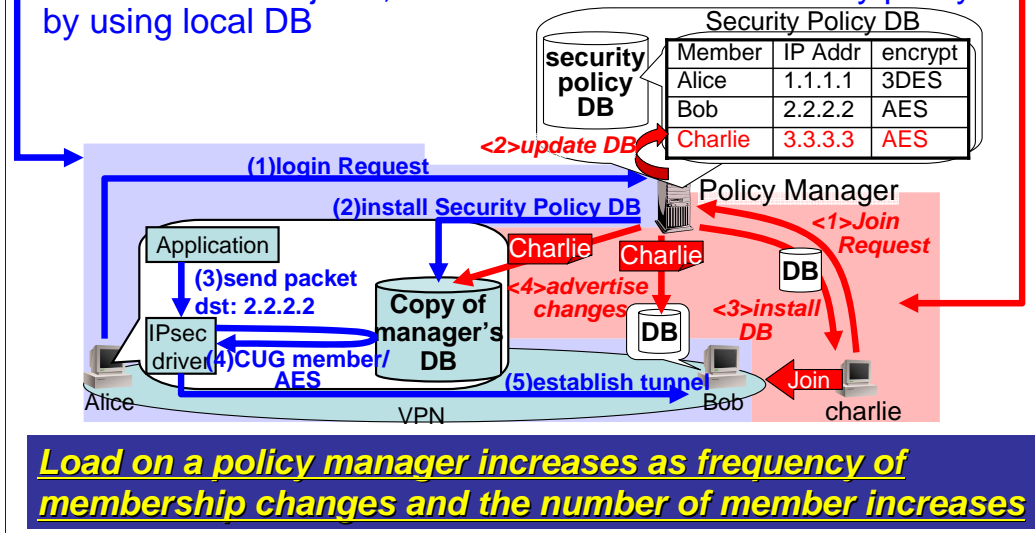 by using local DB
Security Policy DB
security
policy
DB
Member IP Addr encrypt
Alice 1.1.1.1 3DES
Bob 2.2.2.2 AES
Charlie 3.3.3.3 AES
<2>update DB
(1)login Request
Policy Manager
(2)install Security Policy DB
<1>Join
Request
Application
Charlie
Charlie
(3)send packet
dst: 2.2.2.2
<4>advertise
changes
DB
<3>install
DB
Copy of
manager's
DB
DB
IPsec
driver
(4)CUG member/
AES
(5)establish tunnel
Join
Alice
VPN
Bob
charlie
Load on a policy manager increases as frequency of
membership changes and the number of member increases